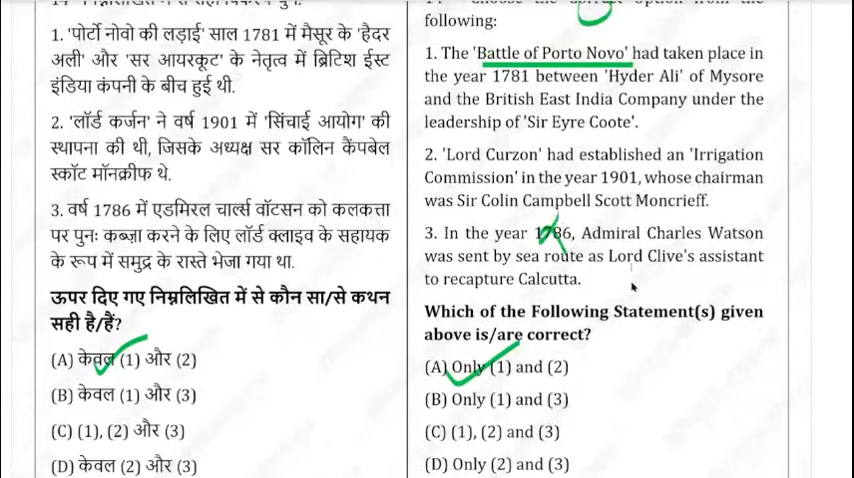 1. 'पोर्टो नोवो की लड़ाई' साल 1781 में मैसूर के 'हैदर
अली' और 'सर आयरकूट' के नेतृत्व में ब्रिटिश ईस्ट
इंडिया कंपनी के बीच हुई थी.
2. 'लॉर्ड कर्जन' ने वर्ष 1901 में 'सिंचाई आयोग' की
स्थापना की थी, जिसके अध्यक्ष सर कॉलिन कैंपबेल
स्कॉट मॉनक्रीफ थे.
3. वर्ष 1786 में एडमिरल चार्ल्स वॉटसन को कलकत्ता
पर पुनः कब्ज़ा करने के लिए लॉर्ड क्लाइव के सहायक
के रूप में समुद्र के रास्ते भेजा गया था.
ऊपर दिए गए निम्नलिखित में से कौन सा/से कथन
सही है/हैं?
(A) केवल (1) और (2)
(B) केवल (1) और (3)
(C) (1), (2) और (3)
(D) केवल (2) और (3)
following:
1. The 'Battle of Porto Novo' had taken place in
the year 1781 between 'Hyder Ali' of Mysore
and the British East India Company under the
leadership of 'Sir Eyre Coote'.
2. 'Lord Curzon' had established an 'Irrigation
Commission' in the year 1901, whose chairman
was Sir Colin Campbell Scott Moncrieff.
3. In the year 1786, Admiral Charles Watson
was sent by sea route as Lord Clive's assistant
to recapture Calcutta.
Which of the Following Statement(s) given
above is/are correct?
(A) Only (1) and (2)
(B) Only (1) and (3)
(C) (1), (2) and (3)
(D) Only (2) and (3)